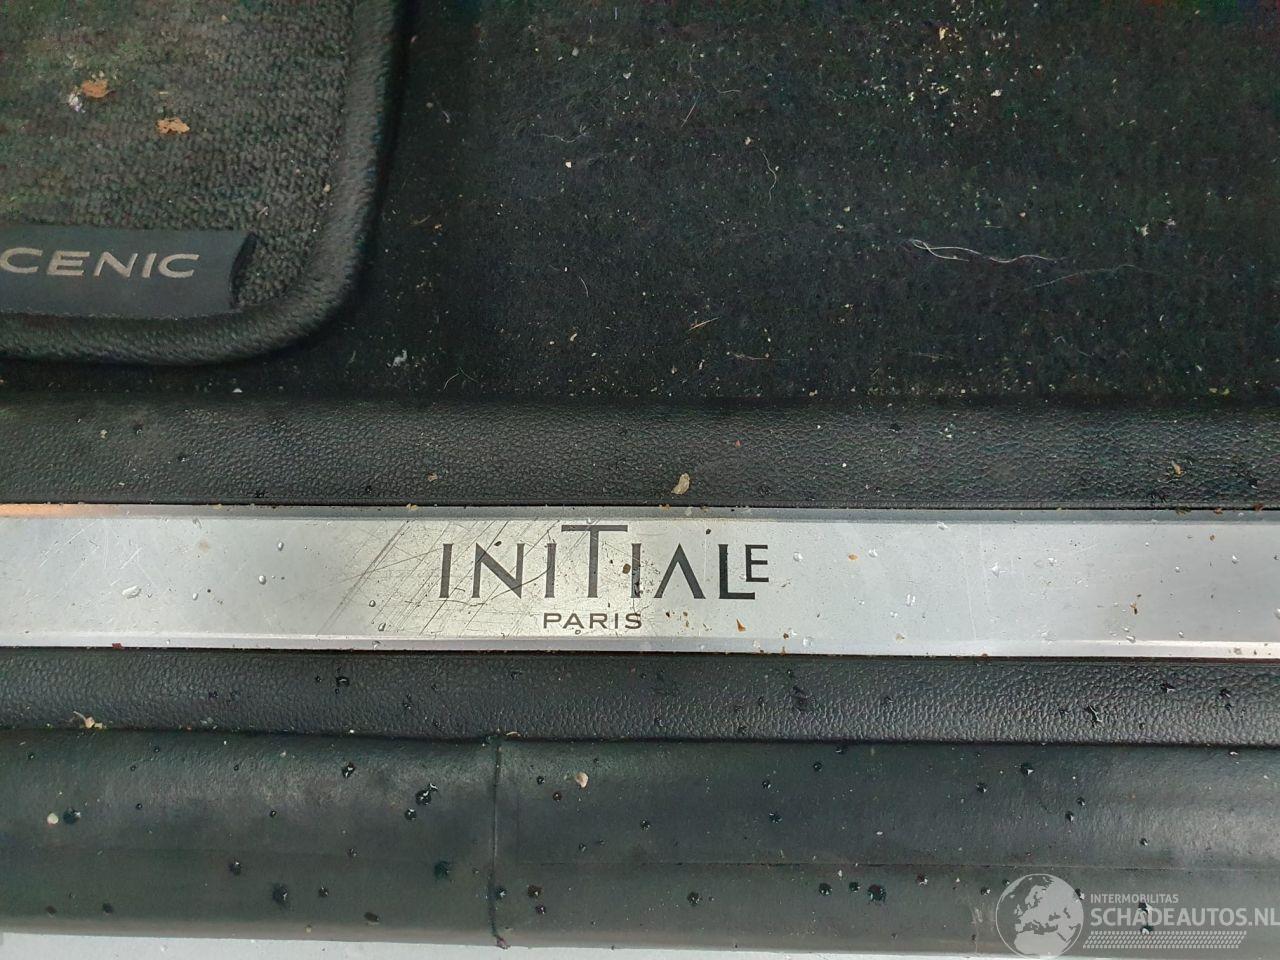 CENIC
INITIALE
PARIS
INTERMOBILITAS
SCHADEAUTOS.NL